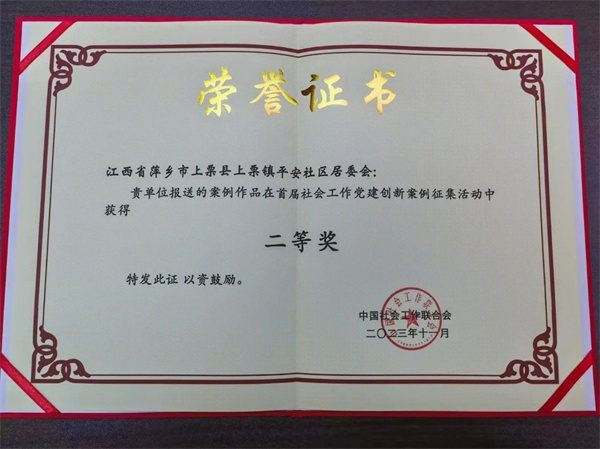 荣誉证书
江西省萍乡市上栗县上栗镇平安社区居委会：
贵单位报送的案例作品在首届社会工作党建创新案例征集活动中
获得
二等奖
特发此证 以资鼓励。
中国社会工作联合会
二〇二三年十一月